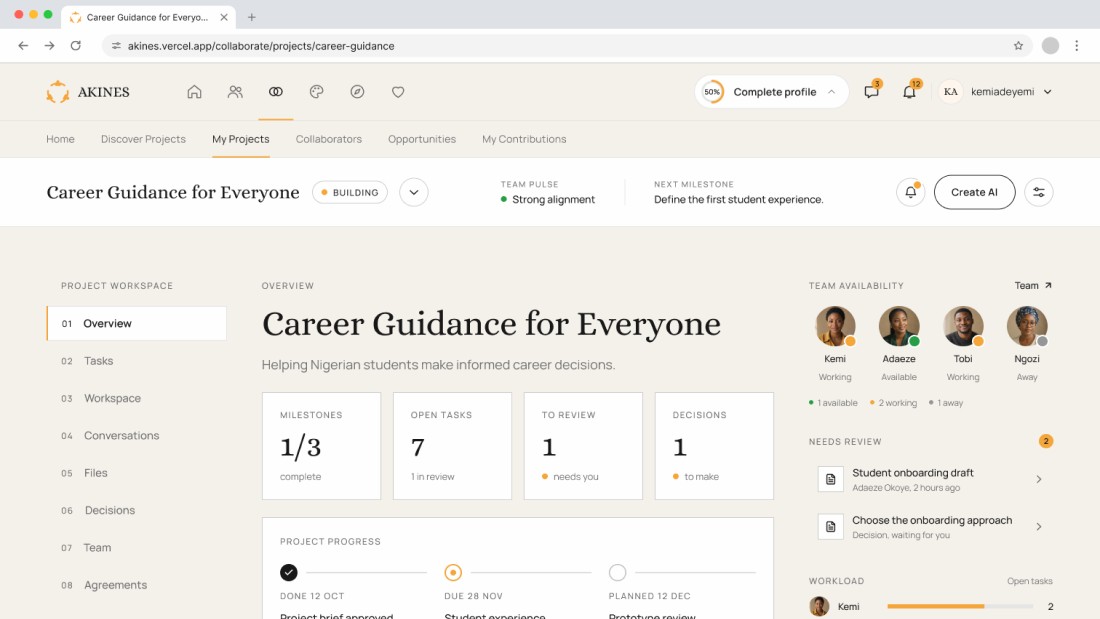 Career Guidance for Everyo...
akines.vercel.app/collaborate/projects/career-guidance
AKINES
50%
Complete profile
3
12
KA
kemiadeyemi
Home
Discover Projects
My Projects
Collaborators
Opportunities
My Contributions
Career Guidance for Everyone
BUILDING
TEAM PULSE
Strong alignment
NEXT MILESTONE
Define the first student experience.
Create AI
PROJECT WORKSPACE
01 Overview
02 Tasks
03 Workspace
04 Conversations
05 Files
06 Decisions
07 Team
08 Agreements
OVERVIEW
Career Guidance for Everyone
Helping Nigerian students make informed career decisions.
MILESTONES
1/3
complete
OPEN TASKS
7
1 in review
TO REVIEW
1
needs you
DECISIONS
1
to make
PROJECT PROGRESS
DONE 12 OCT
Project brief approved
DUE 28 NOV
Student experience
PLANNED 12 DEC
Prototype review
TEAM AVAILABILITY
Team
Kemi
Working
Adaeze
Available
Tobi
Working
Ngozi
Away
1 available
2 working
1 away
NEEDS REVIEW
2
Student onboarding draft
Adaeze Okoye, 2 hours ago
Choose the onboarding approach
Decision, waiting for you
WORKLOAD
Open tasks
Kemi
2